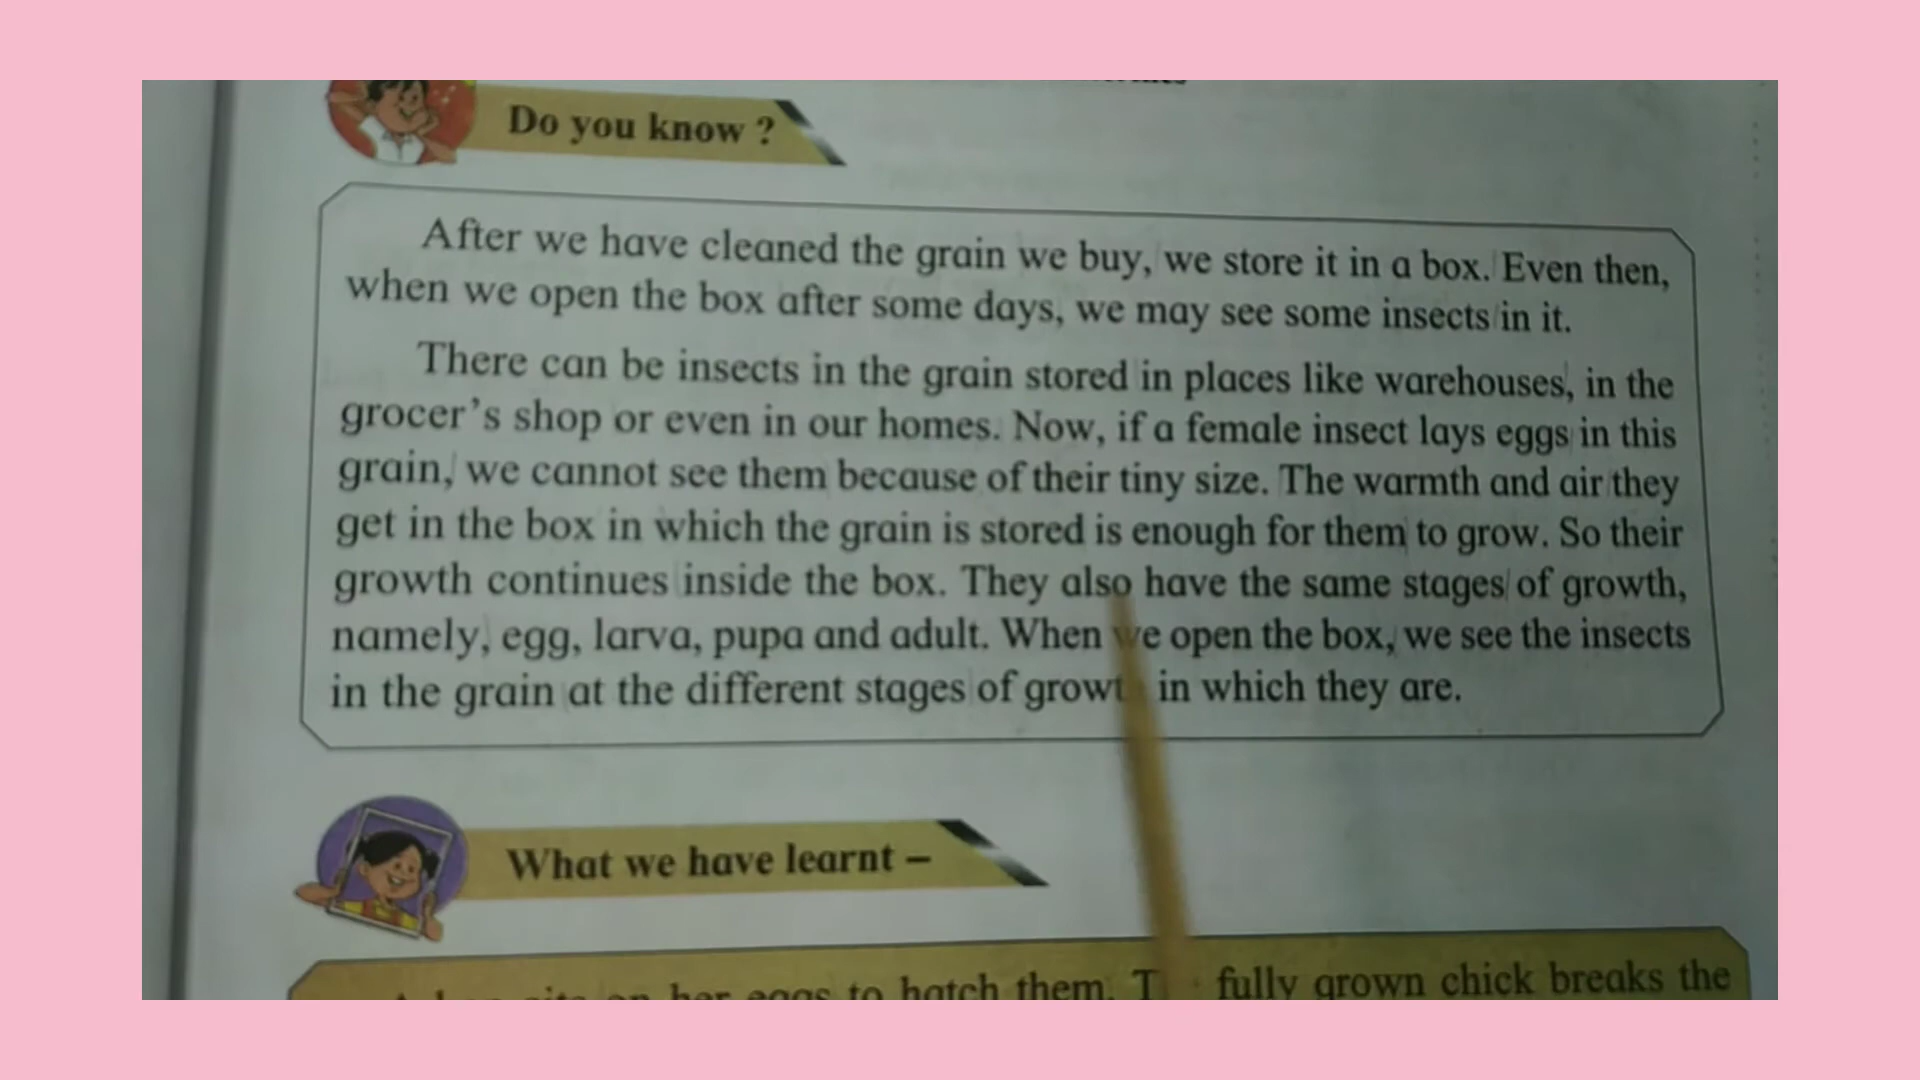 Do you know ?
After we have cleaned the grain we buy, we store it in a box. Even then,
when we open the box after some days, we may see some insects in it.
There can be insects in the grain stored in places like warehouses, in the
grocer's shop or even in our homes. Now, if a female insect lays eggs in this
grain, we cannot see them because of their tiny size. The warmth and air they
get in the box in which the grain is stored is enough for them to grow. So their
growth continues inside the box. They also have the same stages of growth,
namely, egg, larva, pupa and adult. When we open the box, we see the insects
in the grain at the different stages of growth in which they are.
What we have learnt –
her eggs to hatch them. fully grown chick breaks the